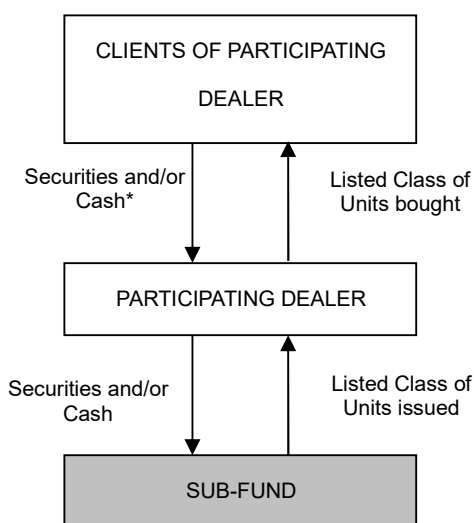 CLIENTS OF PARTICIPATING
DEALER
Securities and/or
Cash*
Listed Class of
Units bought
PARTICIPATING DEALER
Securities and/or
Cash
Listed Class of
Units issued
SUB-FUND